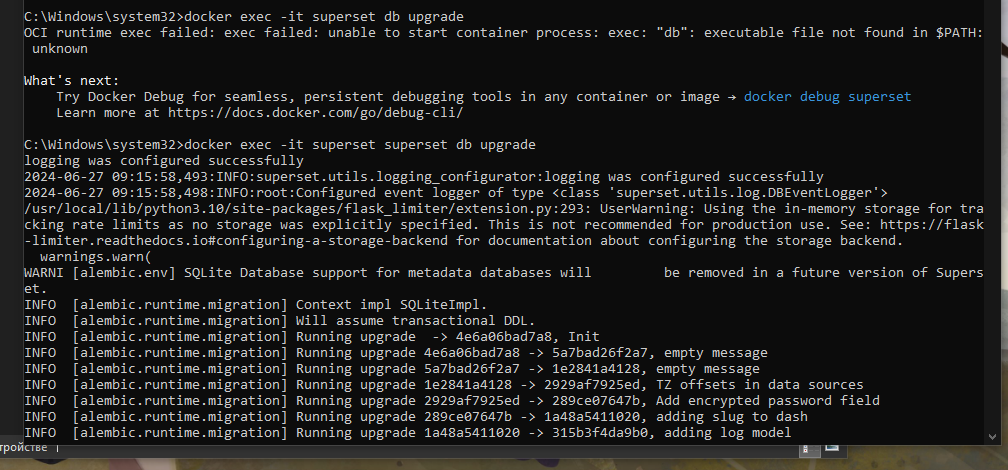 C:\Windows\system32>docker exec -it superset db upgrade
OCI runtime exec failed: exec failed: unable to start container process: exec: "db": executable file not found in $PATH:
 unknown
What's next:
    Try Docker Debug for seamless, persistent debugging tools in any container or image → docker debug superset
    Learn more at https://docs.docker.com/go/debug-cli/
C:\Windows\system32>docker exec -it superset superset db upgrade
logging was configured successfully
2024-06-27 09:15:58,493:INFO:superset.utils.logging_configurator:logging was configured successfully
2024-06-27 09:15:58,498:INFO:root:Configured event logger of type <class 'superset.utils.log.DBEventLogger'>
/usr/local/lib/python3.10/site-packages/flask_limiter/extension.py:293: UserWarning: Using the in-memory storage for tra
cking rate limits as no storage was explicitly specified. This is not recommended for production use. See: https://flask
-limiter.readthedocs.io#configuring-a-storage-backend for documentation about configuring the storage backend.
  warnings.warn(
WARNI [alembic.env] SQLite Database support for metadata databases will         be removed in a future version of Supers
et.
INFO  [alembic.runtime.migration] Context impl SQLiteImpl.
INFO  [alembic.runtime.migration] Will assume transactional DDL.
INFO  [alembic.runtime.migration] Running upgrade  -> 4e6a06bad7a8, Init
INFO  [alembic.runtime.migration] Running upgrade 4e6a06bad7a8 -> 5a7bad26f2a7, empty message
INFO  [alembic.runtime.migration] Running upgrade 5a7bad26f2a7 -> 1e2841a4128, empty message
INFO  [alembic.runtime.migration] Running upgrade 1e2841a4128 -> 2929af7925ed, TZ offsets in data sources
INFO  [alembic.runtime.migration] Running upgrade 2929af7925ed -> 289ce07647b, Add encrypted password field
INFO  [alembic.runtime.migration] Running upgrade 289ce07647b -> 1a48a5411020, adding slug to dash
INFO  [alembic.runtime.migration] Running upgrade 1a48a5411020 -> 315b3f4da9b0, adding log model
тройстве